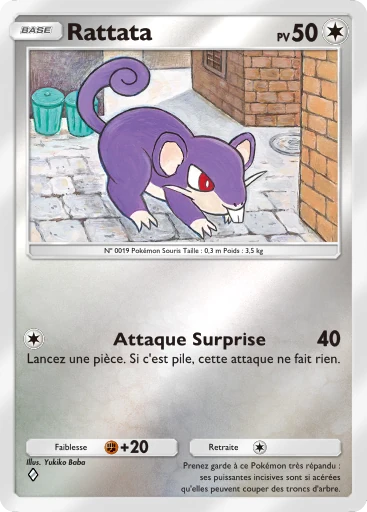 BASE Rattata PV 50
N° 0019 Pokémon Souris Taille : 0,3 m Poids : 3,5 kg
Attaque Surprise 40
Lancez une pièce. Si c'est pile, cette attaque ne fait rien.
Faiblesse +20 Retraite
Illus. Yukiko Baba
Prenez garde à ce Pokémon très répandu :
ses puissantes incisives sont si acérées
qu'elles peuvent couper des troncs d'arbre.